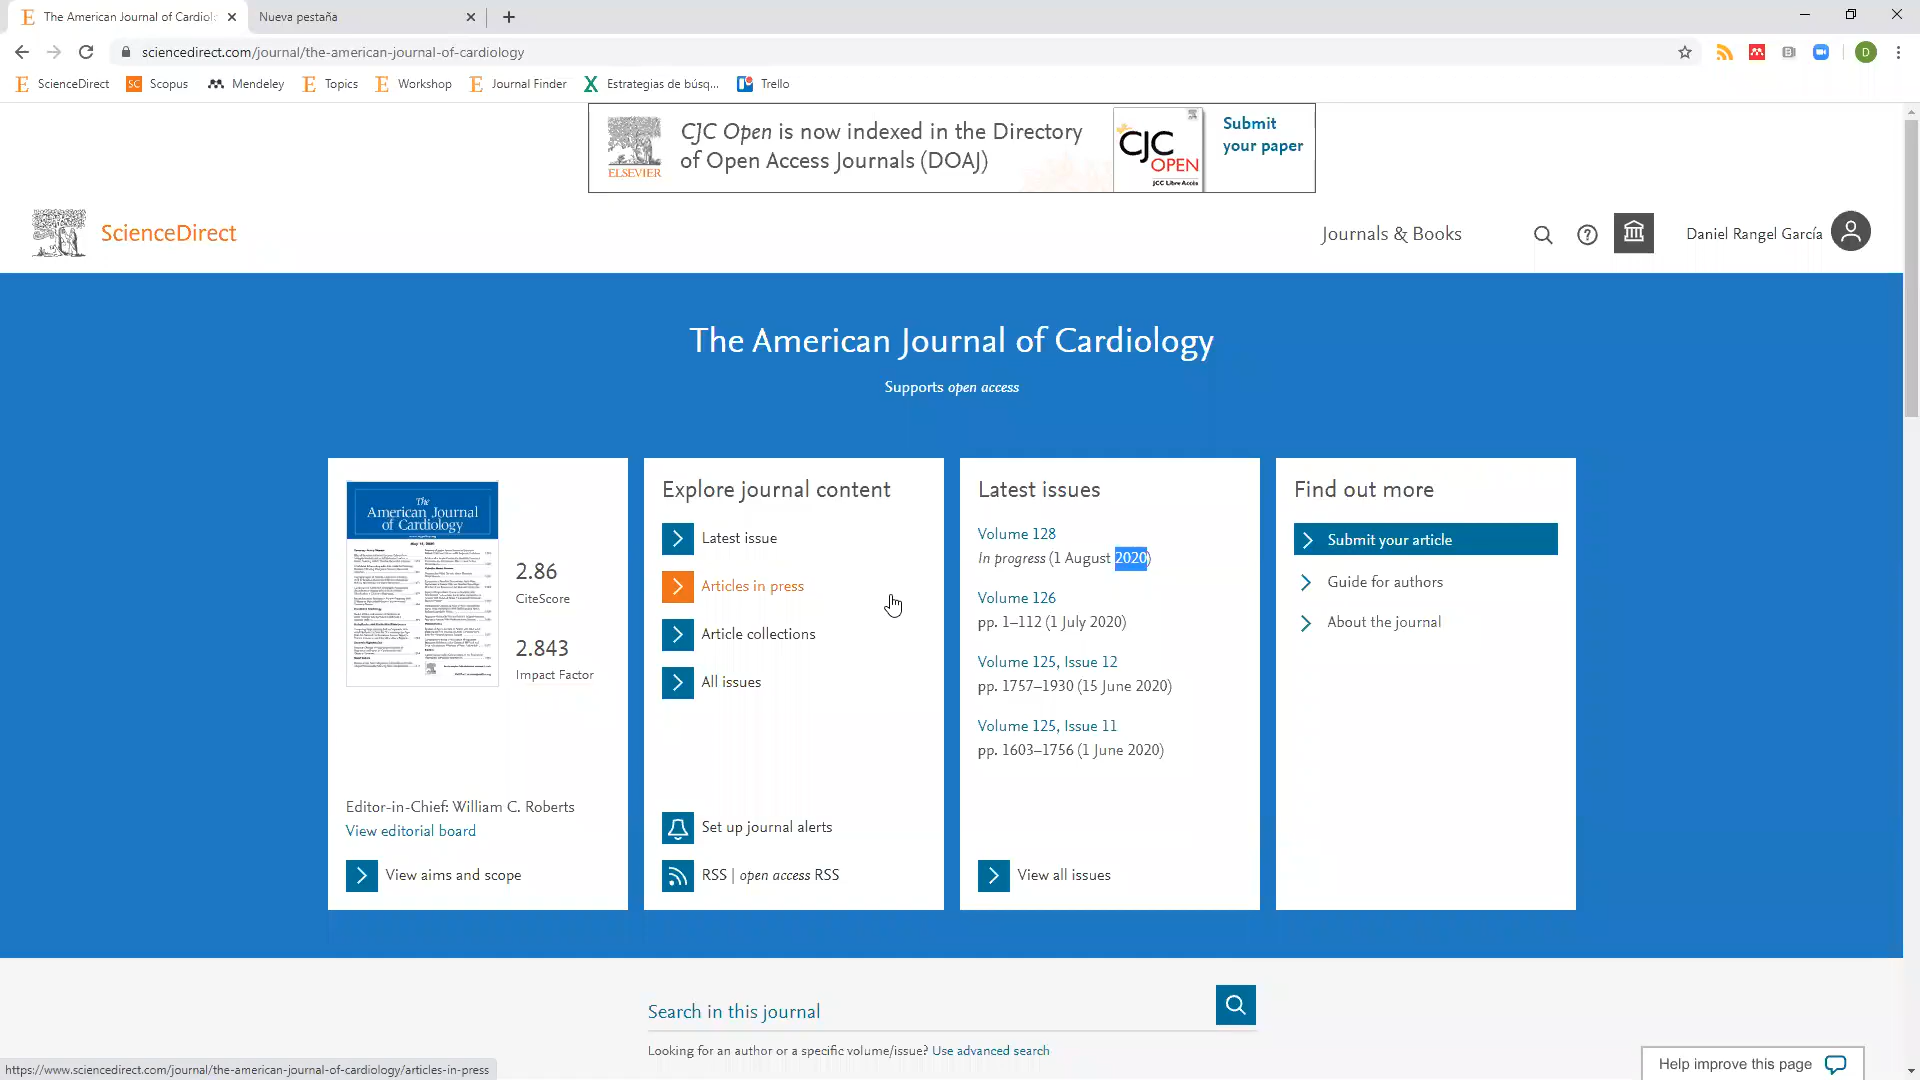 The American Journal of Cardiol
Nueva pestaña
sciencedirect.com/journal/the-american-journal-of-cardiology
D
ScienceDirect
SC Scopus
Mendeley
Topics
Workshop
Journal Finder
Estrategias de búsq...
Trello
ELSEVIER
CJC Open is now indexed in the Directory
of Open Access Journals (DOAJ)
CJC
OPEN
JCC Libre Accès
Submit
your paper
ScienceDirect
Journals & Books
Daniel Rangel García
The American Journal of Cardiology
Supports open access
The
American Journal
of Cardiology
2.86
CiteScore
2.843
Impact Factor
Editor-in-Chief: William C. Roberts
View editorial board
View aims and scope
Explore journal content
Latest issue
Articles in press
Article collections
All issues
Set up journal alerts
RSS | open access RSS
Latest issues
Volume 128
In progress (1 August 2020)
Volume 126
pp. 1–112 (1 July 2020)
Volume 125, Issue 12
pp. 1757–1930 (15 June 2020)
Volume 125, Issue 11
pp. 1603–1756 (1 June 2020)
View all issues
Find out more
Submit your article
Guide for authors
About the journal
Search in this journal
Looking for an author or a specific volume/issue? Use advanced search
https://www.sciencedirect.com/journal/the-american-journal-of-cardiology/articles-in-press
Help improve this page